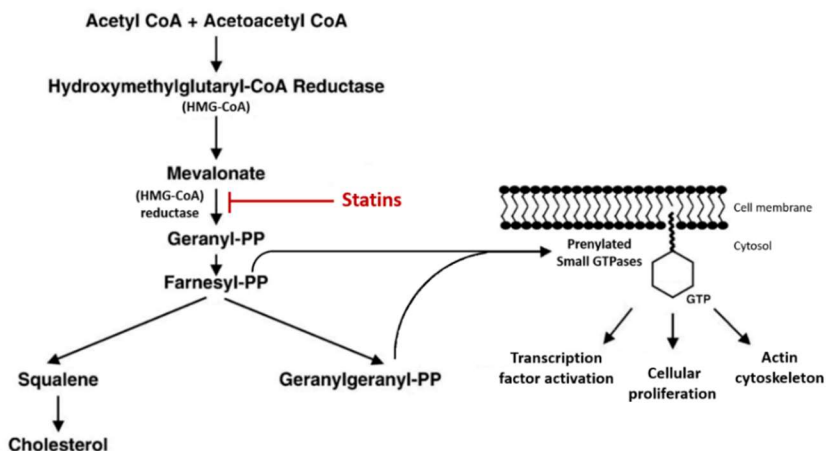 Acetyl CoA + Acetoacetyl CoA
Hydroxymethylglutaryl-CoA Reductase
(HMG-CoA)
Mevalonate
(HMG-CoA)
reductase
Statins
Geranyl-PP
Farnesyl-PP
Squalene
Geranylgeranyl-PP
Cholesterol
Cell membrane
Cytosol
Prenylated
Small GTPases
GTP
Transcription
factor activation
Cellular
proliferation
Actin
cytoskeleton